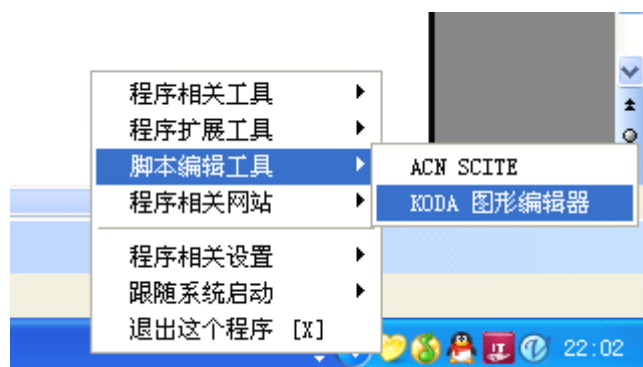 程序相关工具
程序扩展工具
脚本编辑工具
程序相关网站
ACN SCITE
KODA 图形编辑器
程序相关设置
跟随系统启动
退出这个程序 [X]
IT
22:02